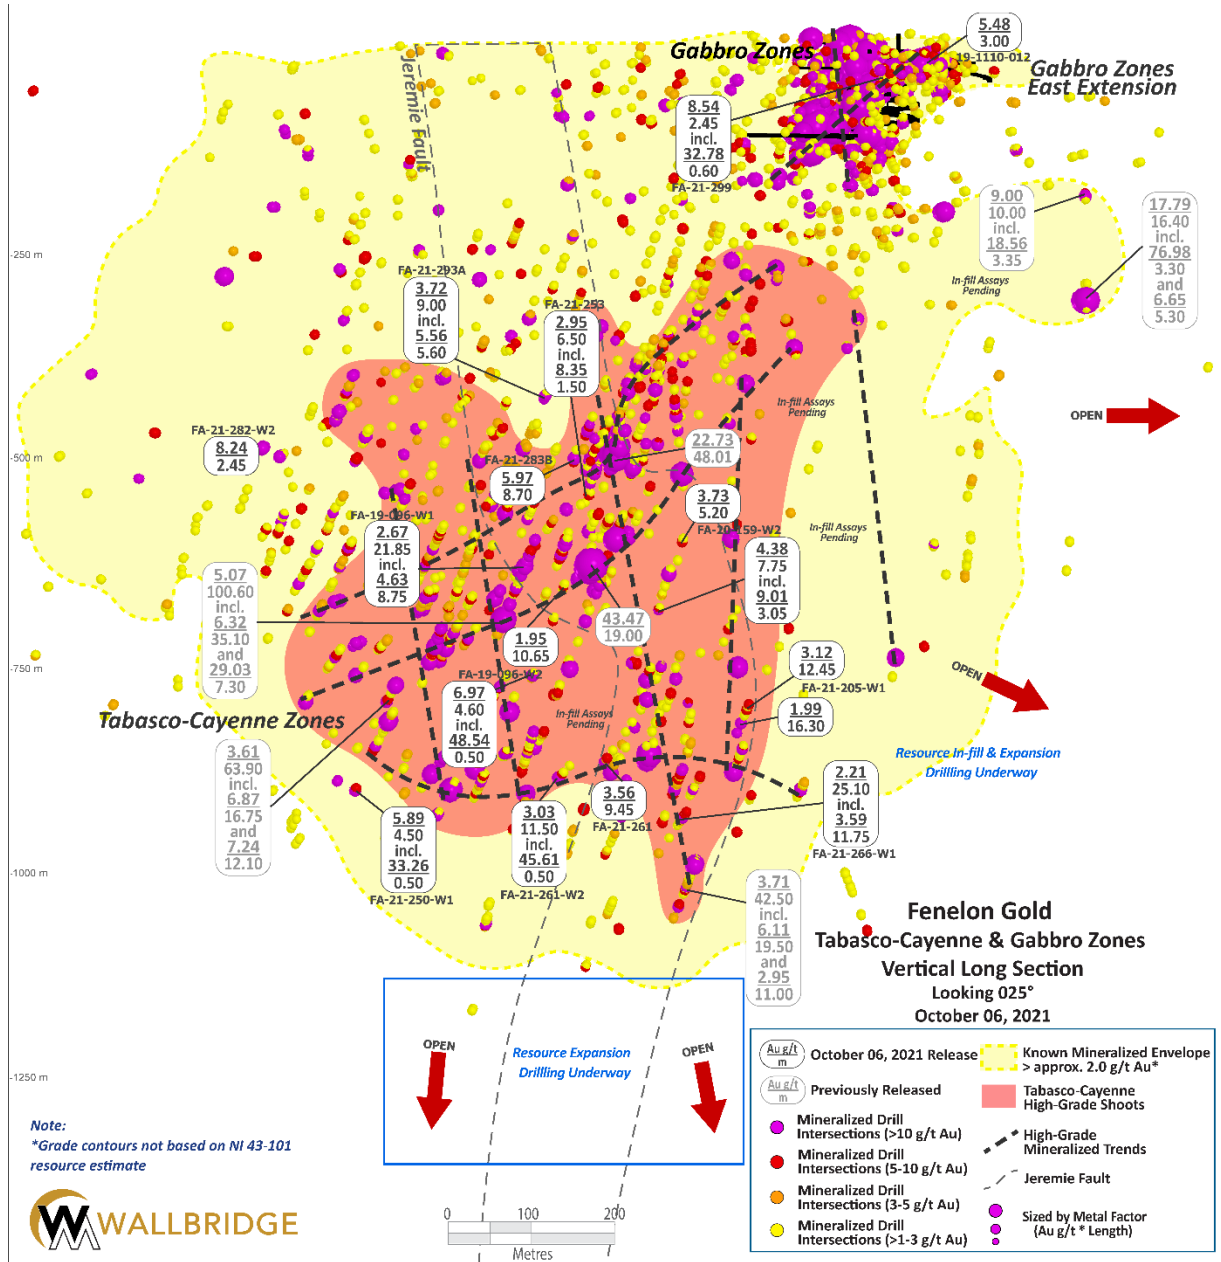 5.48
3.00
19-1110-012
Gabbro Zones
Gabbro Zones
East Extension
Jeremie Fault
8.54
2.45
incl.
32.78
0.60
FA-21-299
9.00
10.00
incl.
18.56
3.35
17.79
16.40
incl.
76.98
3.30
and
6.65
5.30
-250 m
In-fill Assays
Pending
FA-21-293A
3.72
9.00
incl.
5.56
5.60
FA-21-253
2.95
6.50
incl.
8.35
1.50
In-fill Assays
Pending
OPEN
FA-21-282-W2
8.24
2.45
22.73
48.01
-500 m
FA-21-283B
5.97
8.70
3.73
5.20
FA-20-159-W2
In-fill Assays
Pending
FA-19-096-W1
2.67
21.85
incl.
4.63
8.75
4.38
7.75
incl.
9.01
3.05
5.07
100.60
incl.
6.32
35.10
and
29.03
7.30
43.47
19.00
1.95
10.65
FA-19-096-W2
3.12
12.45
FA-21-205-W1
-750 m
OPEN
6.97
4.60
incl.
48.54
0.50
In-fill Assays
Pending
1.99
16.30
Tabasco-Cayenne Zones
Resource In-fill & Expansion
Drillling Underway
3.61
63.90
incl.
6.87
16.75
and
7.24
12.10
2.21
25.10
incl.
3.59
11.75
FA-21-266-W1
3.56
9.45
FA-21-261
5.89
4.50
incl.
33.26
0.50
FA-21-250-W1
3.03
11.50
incl.
45.61
0.50
FA-21-261-W2
-1000 m
3.71
42.50
incl.
6.11
19.50
and
2.95
11.00
Fenelon Gold
Tabasco-Cayenne & Gabbro Zones
Vertical Long Section
Looking 025°
October 06, 2021
OPEN
Resource Expansion
Drillling Underway
OPEN
-1250 m
Au g/t
m
October 06, 2021 Release
Au g/t
m
Previously Released
Mineralized Drill
Intersections (>10 g/t Au)
Mineralized Drill
Intersections (5-10 g/t Au)
Mineralized Drill
Intersections (3-5 g/t Au)
Mineralized Drill
Intersections (>1-3 g/t Au)
Known Mineralized Envelope
> approx. 2.0 g/t Au*
Tabasco-Cayenne
High-Grade Shoots
High-Grade
Mineralized Trends
Jeremie Fault
Sized by Metal Factor
(Au g/t * Length)
Note:
*Grade contours not based on NI 43-101
resource estimate
WALLBRIDGE
0 100 200
Metres